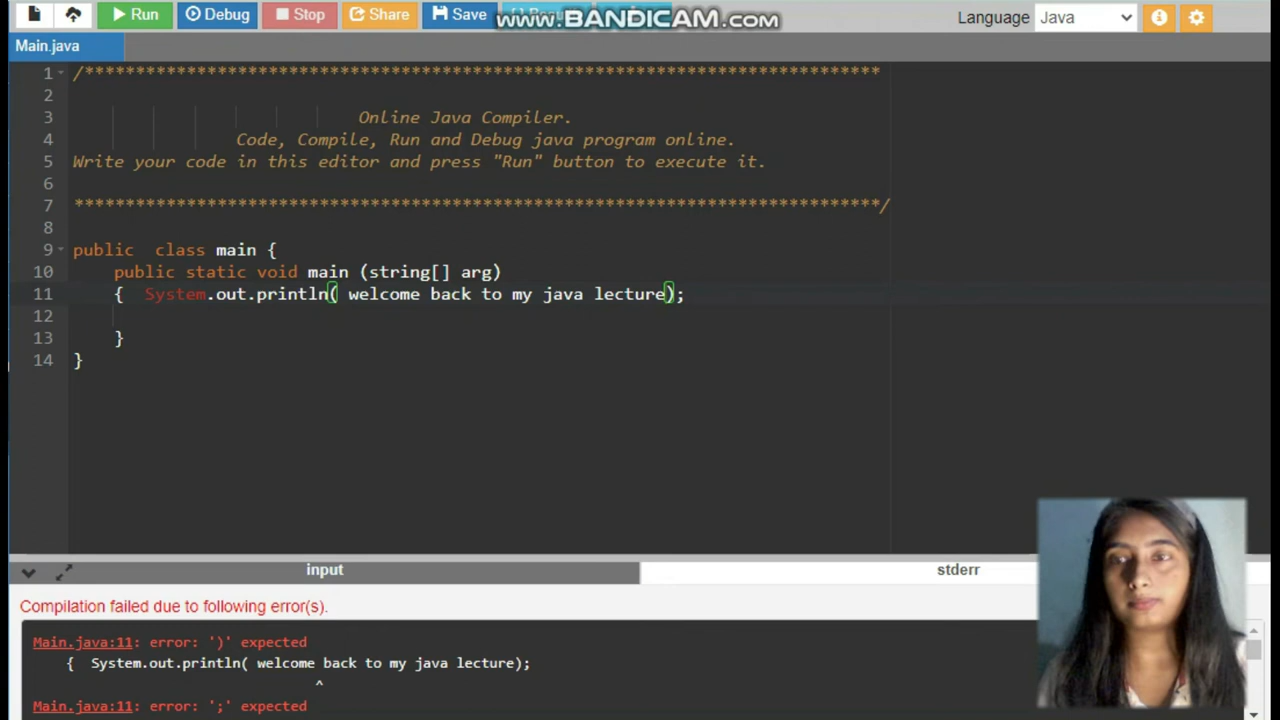 Run Debug Stop Share Save www.BANDICAM.com Language Java
Main.java
1 /******************************************************************************
2
3 Online Java Compiler.
4 Code, Compile, Run and Debug java program online.
5 Write your code in this editor and press "Run" button to execute it.
6
7 *******************************************************************************/
8
9 public class main {
10 public static void main (string[] arg)
11 { System.out.println( welcome back to my java lecture);
12
13 }
14 }
input stderr
Compilation failed due to following error(s).
Main.java:11: error: ')' expected
{ System.out.println( welcome back to my java lecture);
^
Main.java:11: error: ';' expected